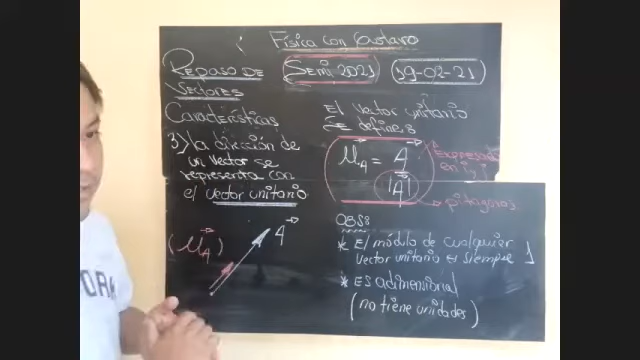 Física con Gustavo
Repaso de
Vectores
Semi 2021
19-02-21
Características
3) la dirección de
un vector se
representa con
el vector unitario
(μA)
A
El vector unitario
se define:
μA = A
|A|
Expresado
en i, j
pitágoras
OBS:
* El módulo de cualquier
vector unitario es siempre 1
* Es adimensional
(no tiene unidades)